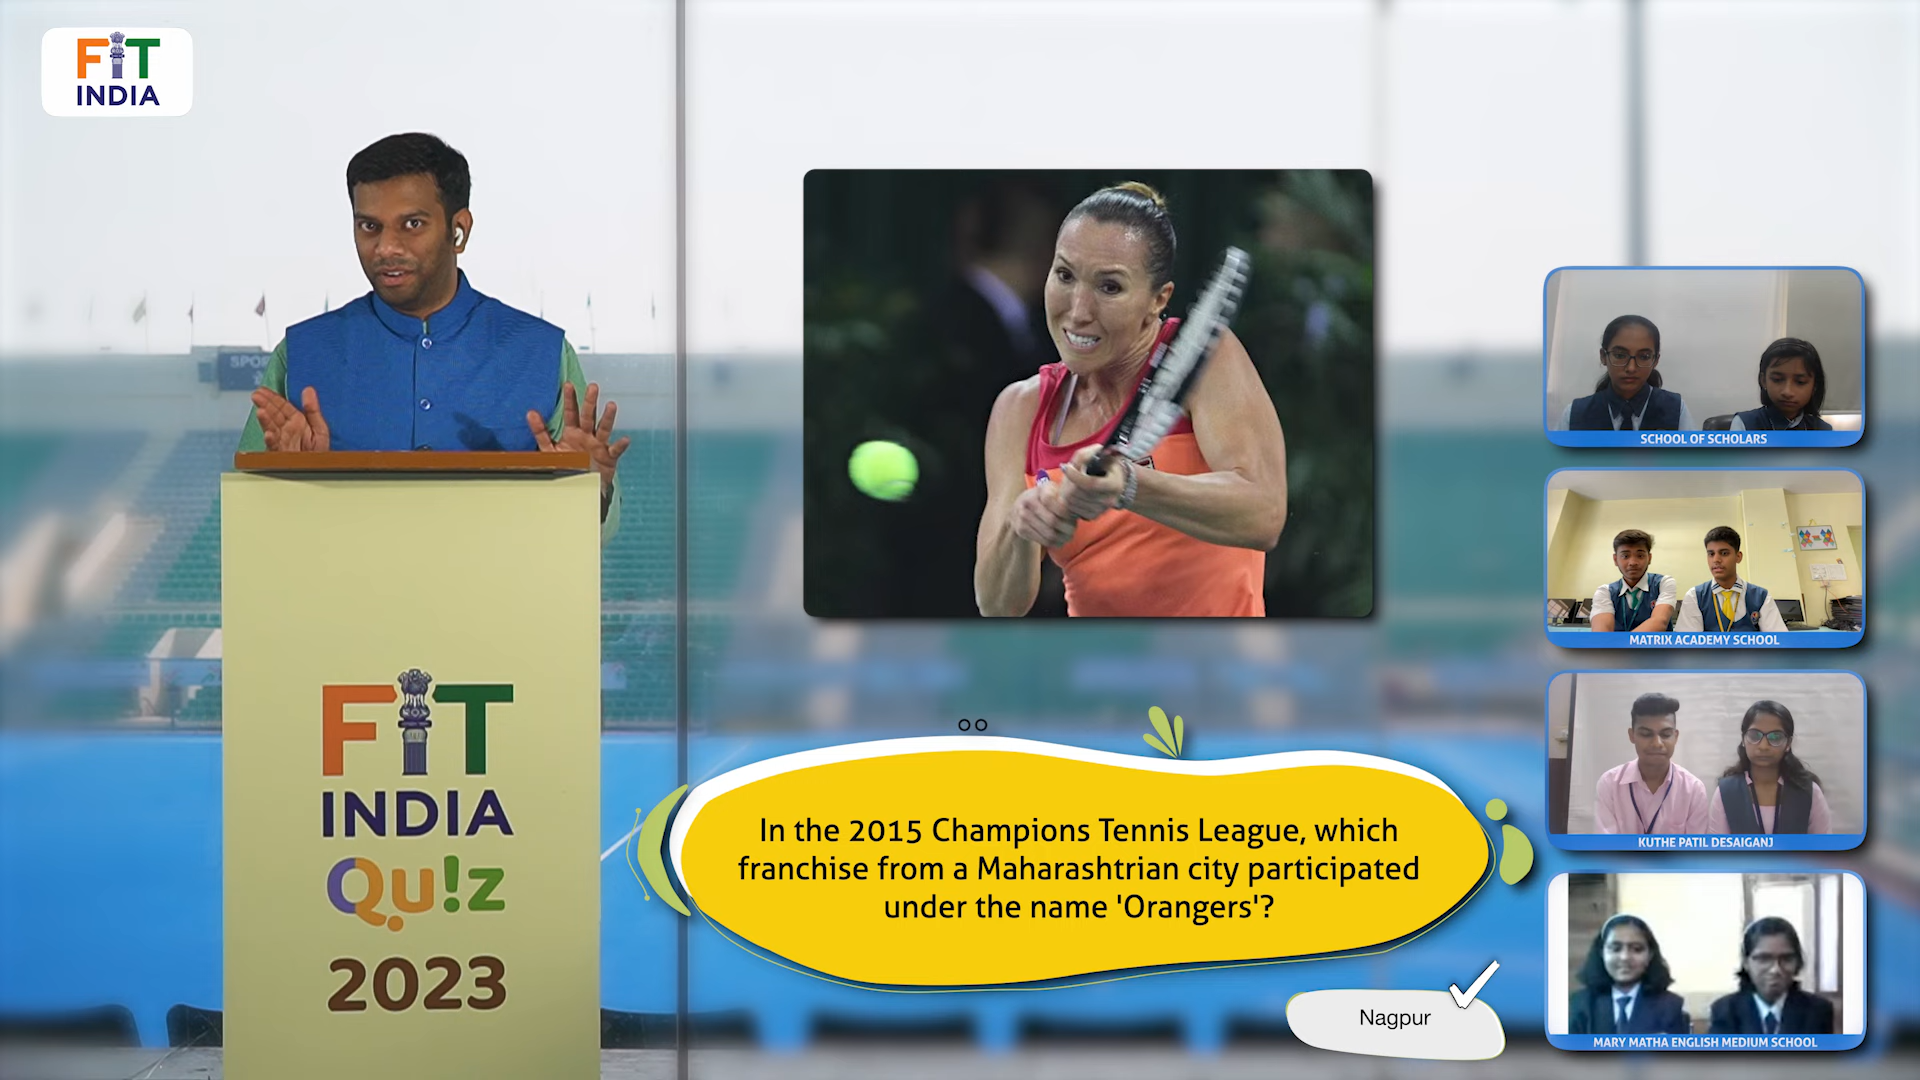 FIT
INDIA
SPOR
SCHOOL OF SCHOLARS
MATRIX ACADEMY SCHOOL
FIT
INDIA
Qu!z
2023
In the 2015 Champions Tennis League, which
franchise from a Maharashtrian city participated
under the name 'Orangers'?
Nagpur
KUTHE PATIL DESAIGANJ
MARY MATHA ENGLISH MEDIUM SCHOOL